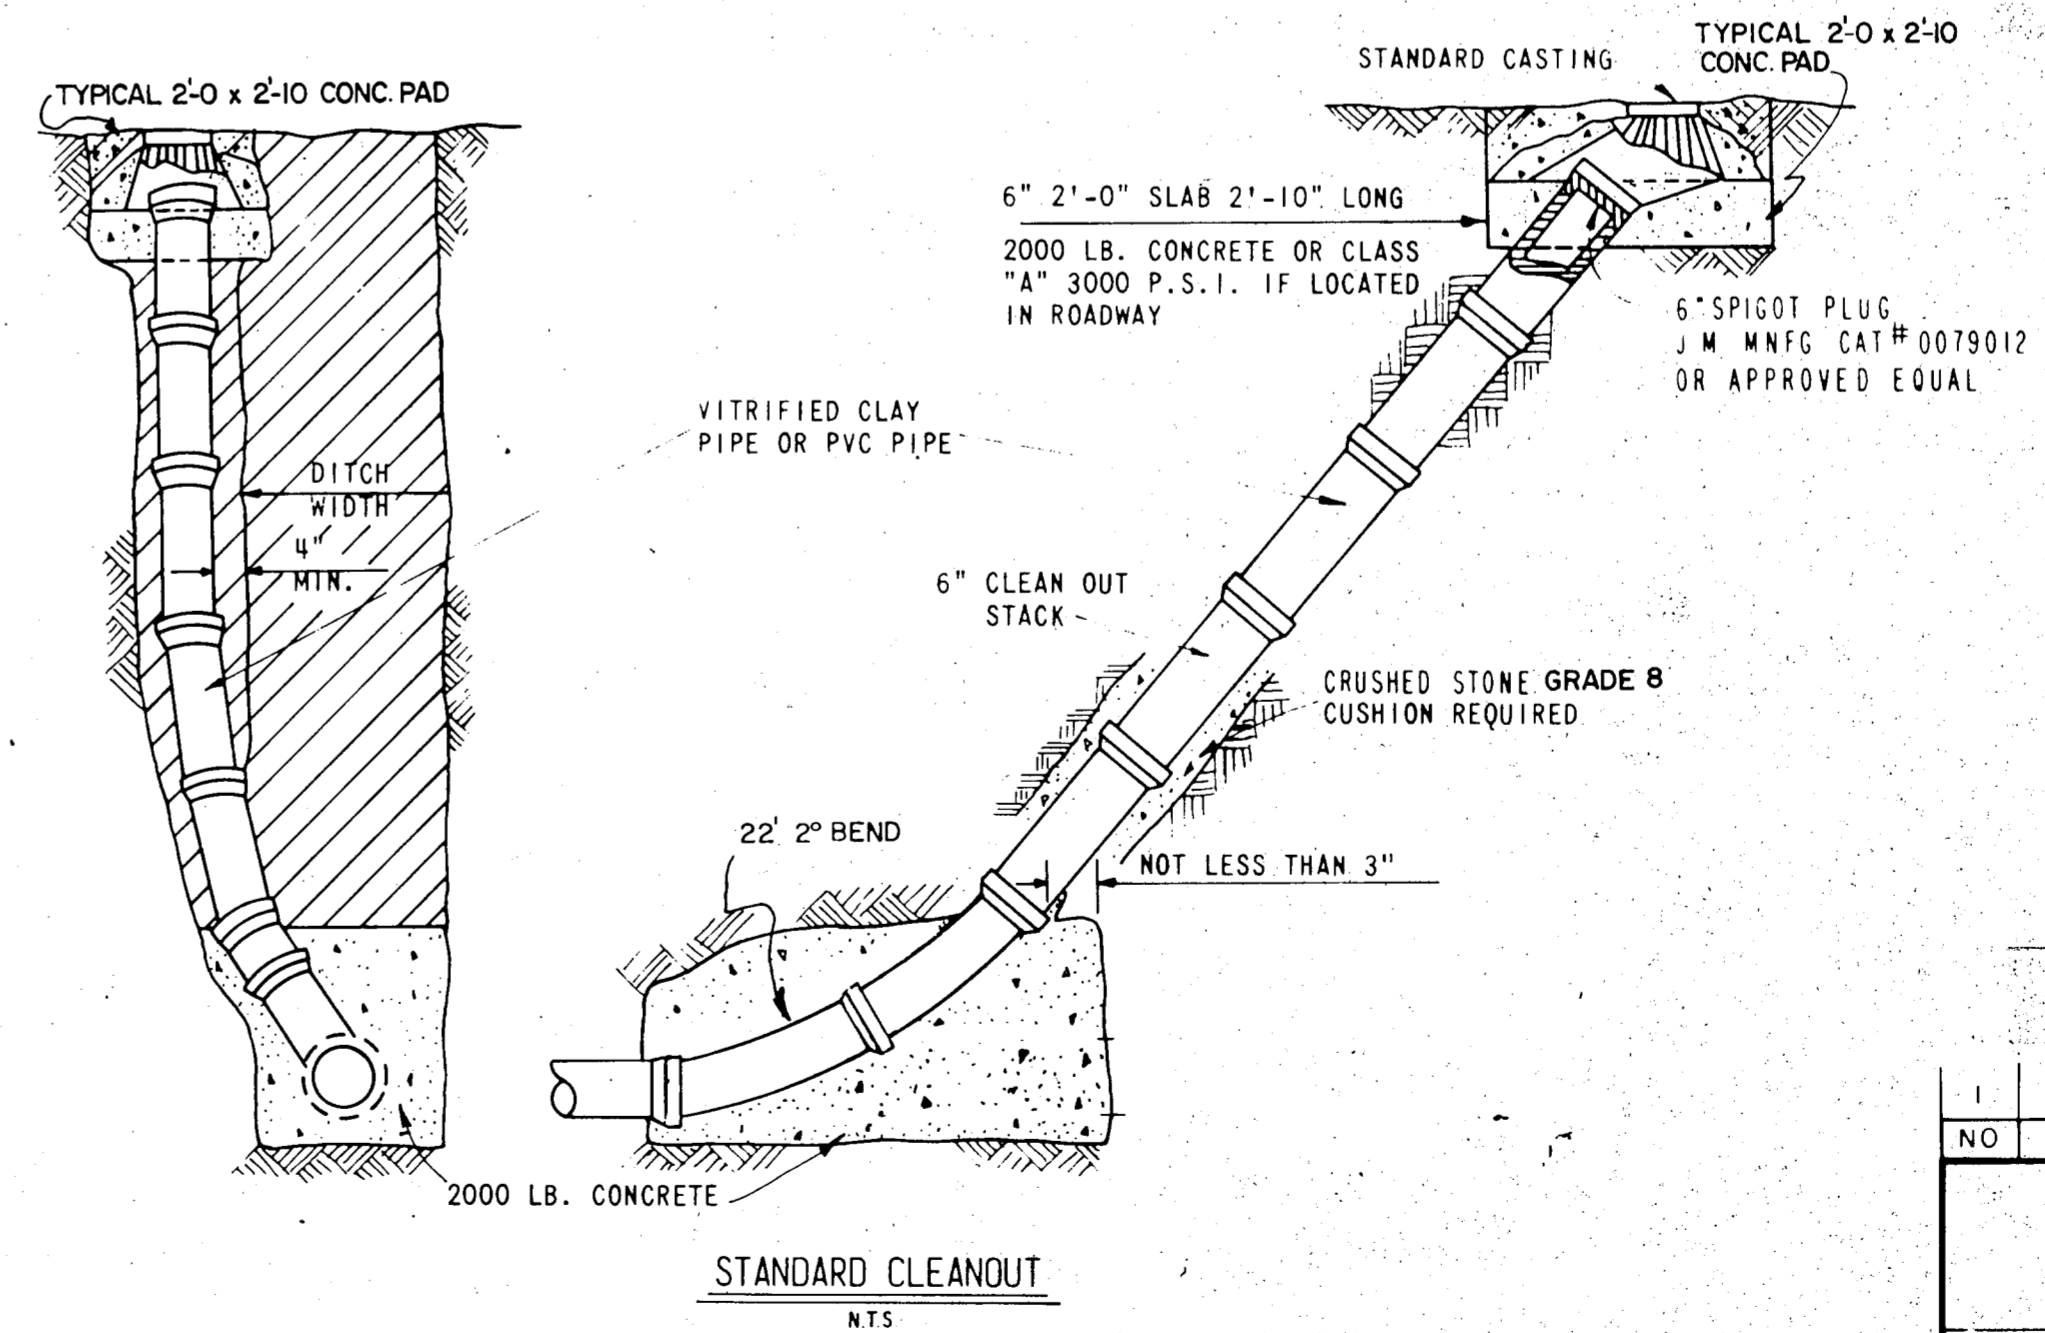 TYPICAL 2'-0 x 2'-10 CONC. PAD
STANDARD CASTING
TYPICAL 2'-0 x 2'-10
CONC. PAD
6" 2'-0" SLAB 2'-10" LONG
2000 LB. CONCRETE OR CLASS
"A" 3000 P.S.I. IF LOCATED
IN ROADWAY
6" SPIGOT PLUG
J M MNFG CAT # 0079012
OR APPROVED EQUAL
VITRIFIED CLAY
PIPE OR PVC PIPE
DITCH
WIDTH
4"
MIN.
6" CLEAN OUT
STACK
CRUSHED STONE GRADE 8
CUSHION REQUIRED
22' 2° BEND
NOT LESS THAN 3"
2000 LB. CONCRETE
STANDARD CLEANOUT
N.T.S
1
NO